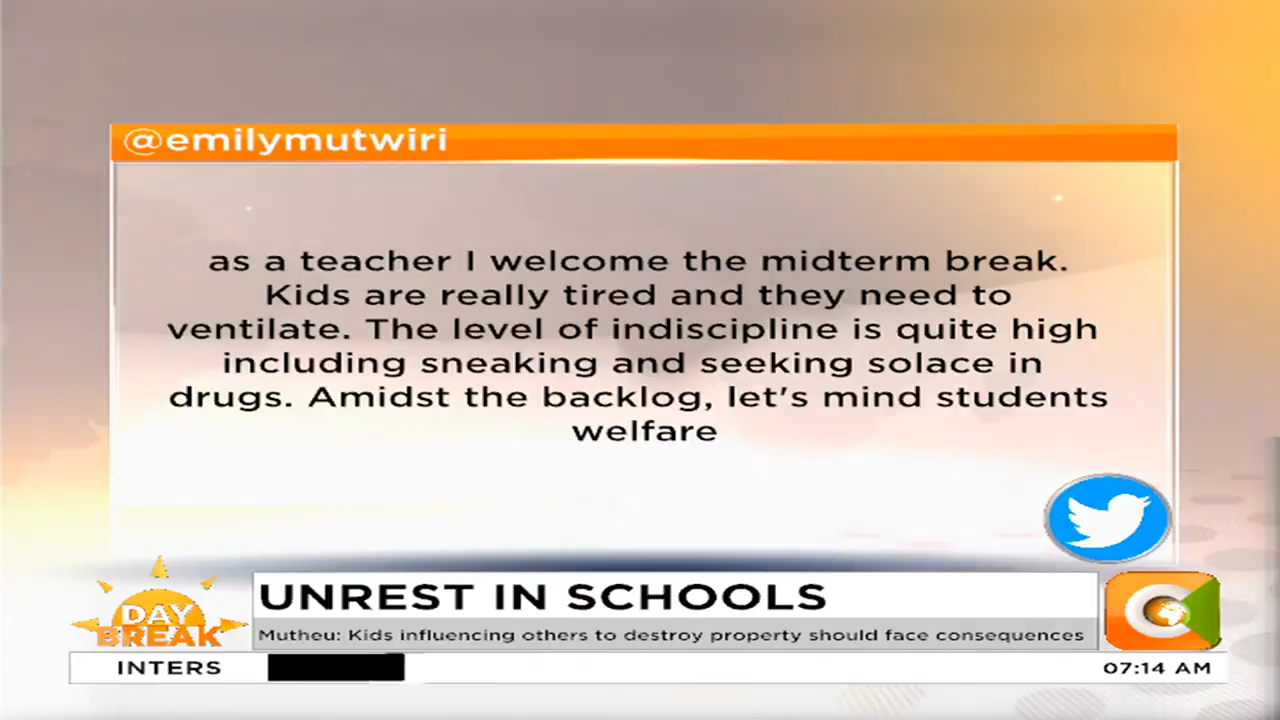 @emilymutwiri
as a teacher I welcome the midterm break.
Kids are really tired and they need to
ventilate. The level of indiscipline is quite high
including sneaking and seeking solace in
drugs. Amidst the backlog, let's mind students
welfare
DAY
BREAK
UNREST IN SCHOOLS
Mutheu: Kids influencing others to destroy property should face consequences
INTERS
07:14 AM